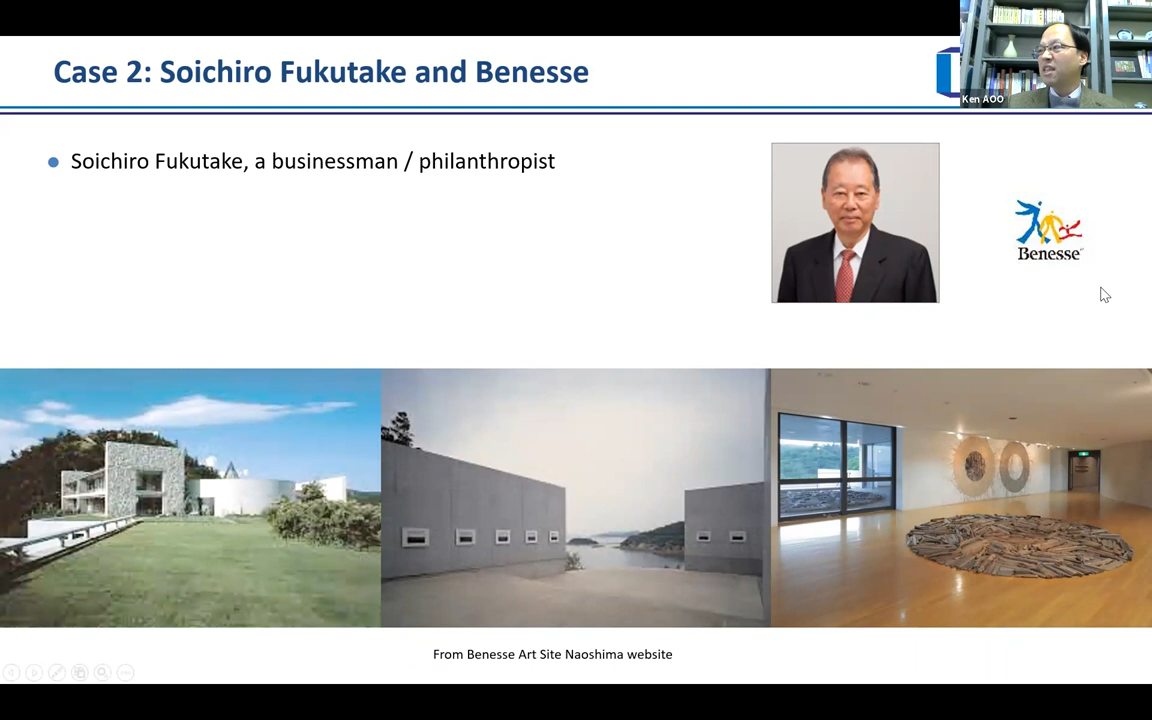 Case 2: Soichiro Fukutake and Benesse
Ken AOO
Soichiro Fukutake, a businessman / philanthropist
Benesse
From Benesse Art Site Naoshima website